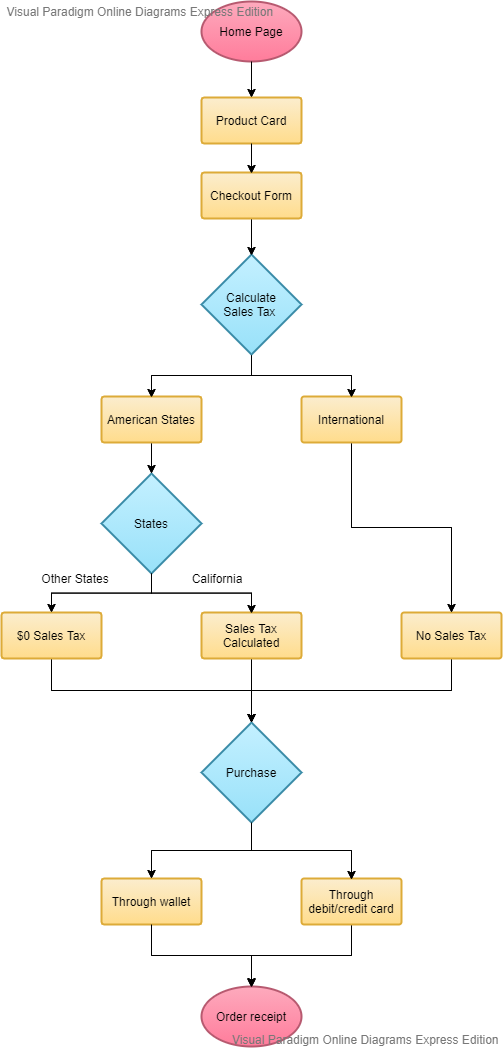 Visual Paradigm Online Diagrams Express Edition
Home Page
Product Card
Checkout Form
Calculate
Sales Tax
American States
International
States
Other States
California
$0 Sales Tax
Sales Tax
Calculated
No Sales Tax
Purchase
Through wallet
Through
debit/credit card
Order receipt
Visual Paradigm Online Diagrams Express Edition